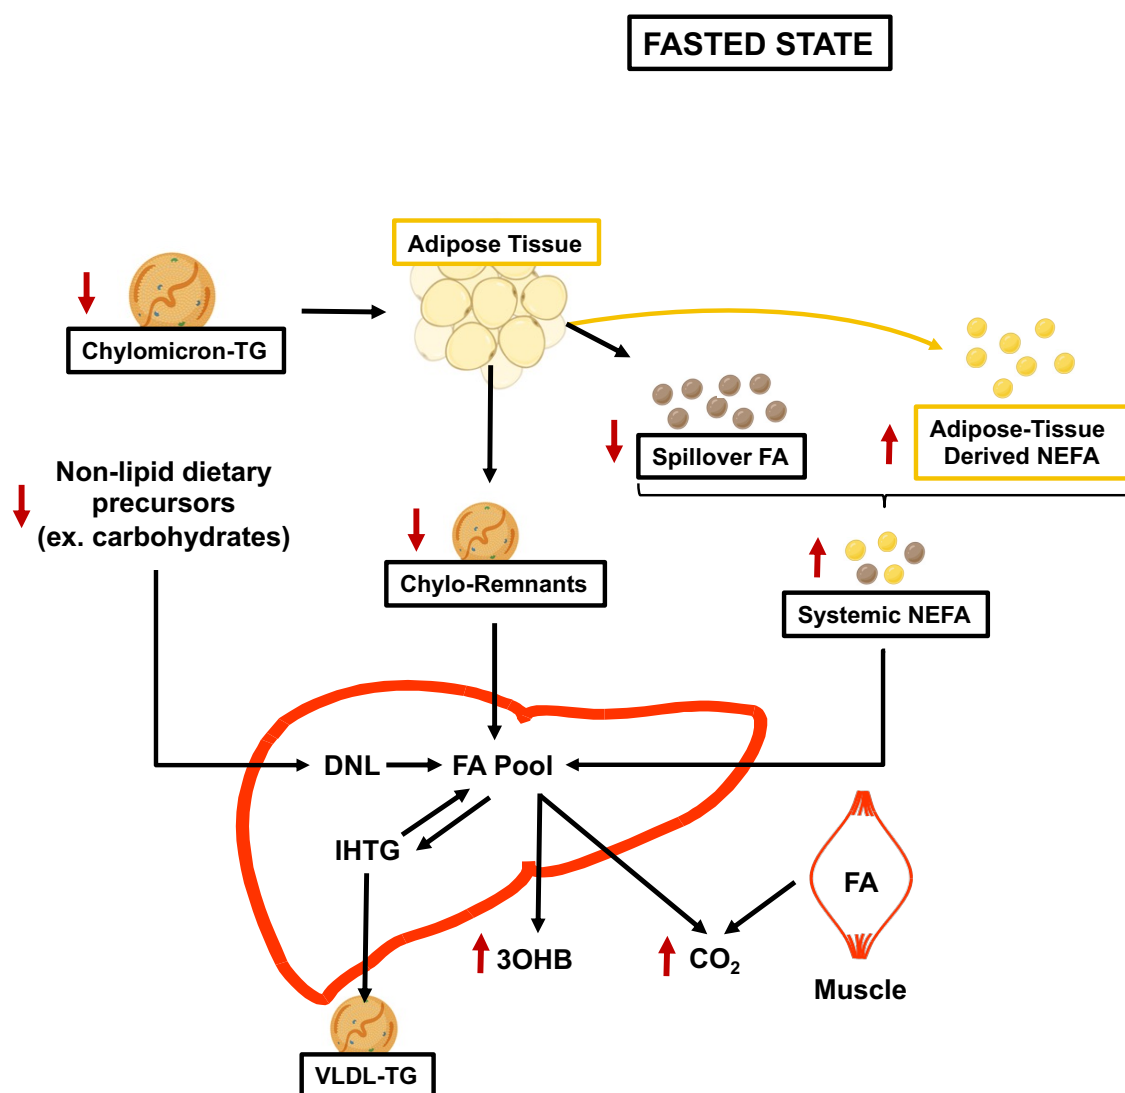 FASTED STATE
Adipose Tissue
Chylomicron-TG
Spillover FA
Adipose-Tissue
Derived NEFA
Non-lipid dietary
precursors
(ex. carbohydrates)
Chylo-Remnants
Systemic NEFA
DNL
FA Pool
IHTG
FA
3OHB
CO₂
Muscle
VLDL-TG